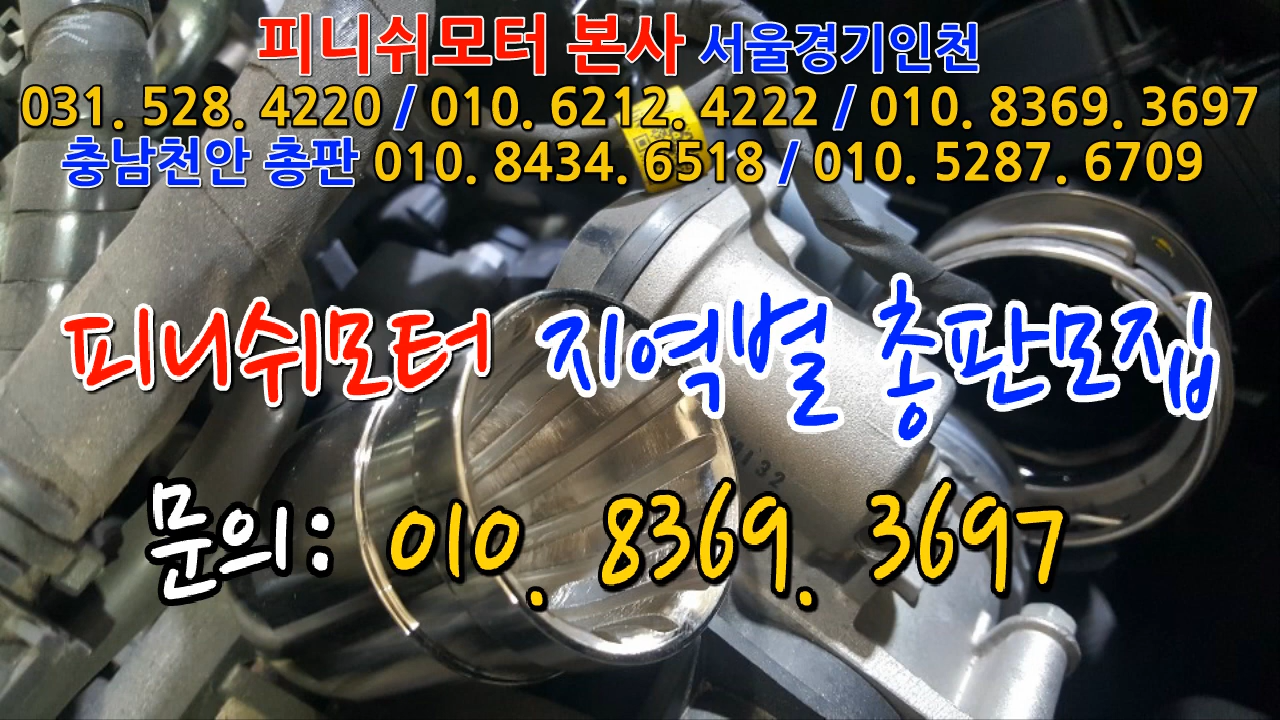 피니쉬모터 본사 서울경기인천
031. 528. 4220 / 010. 6212. 4222 / 010. 8369. 3697
충남천안 총판 010. 8434. 6518 / 010. 5287. 6709
피니쉬모터 지역별 총판모집
문의: 010. 8369. 3697